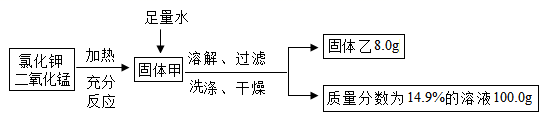 足量水
氯化钾
二氧化锰
加热
充分
反应
固体甲
溶解、过滤
洗涤、干燥
固体乙8.0g
质量分数为14.9%的溶液100.0g